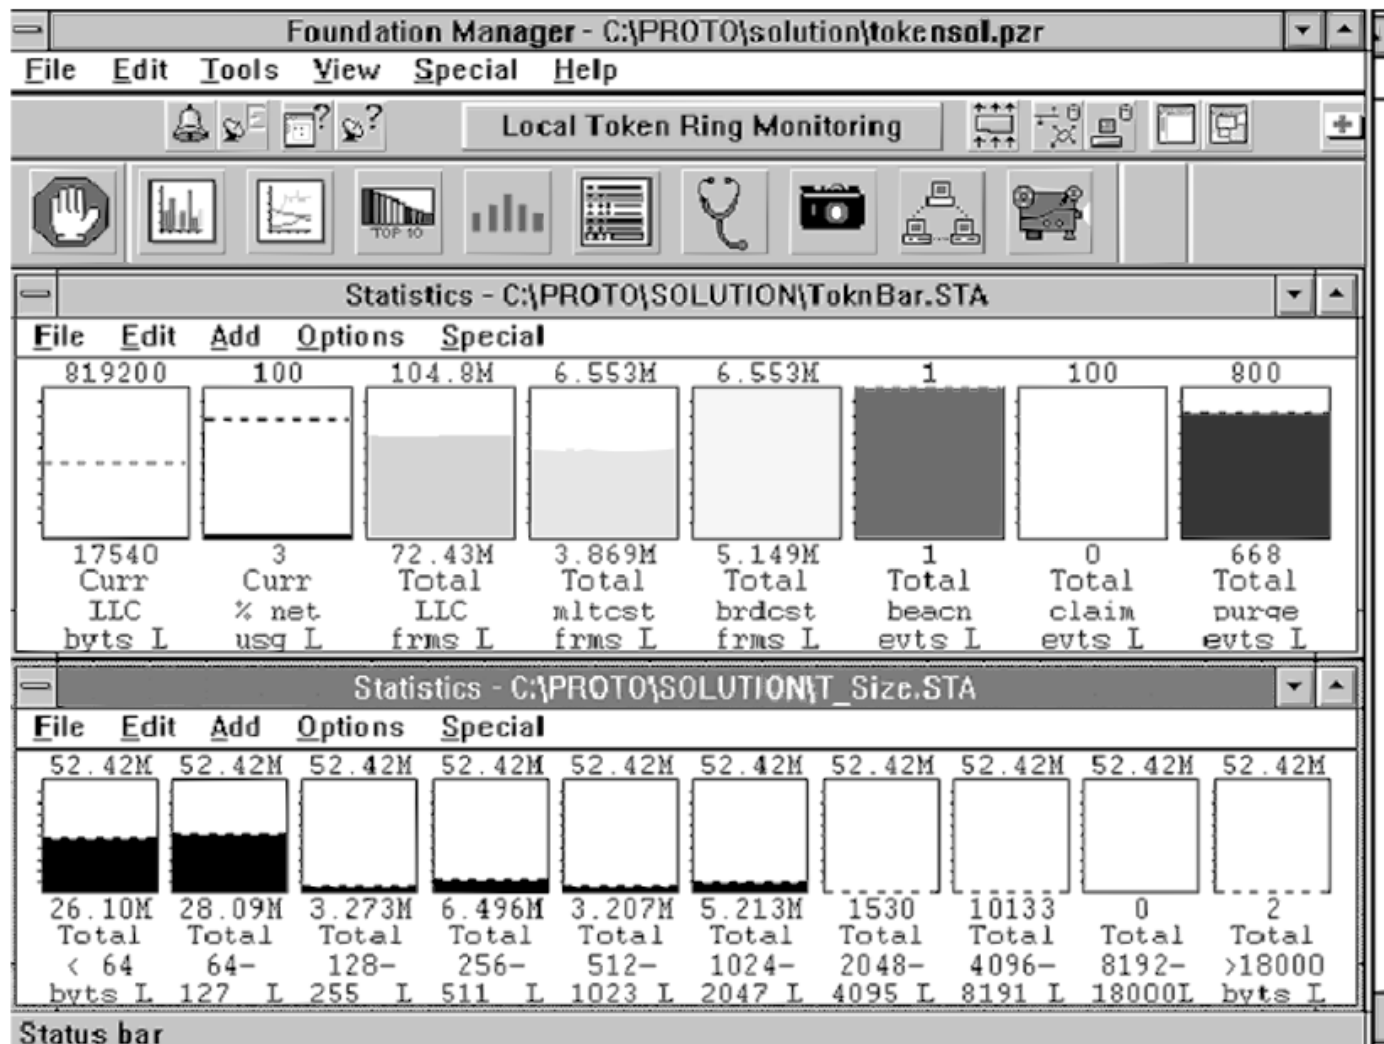 Foundation Manager - C:\PROTO\solution\tokensol.pzr
File Edit Tools View Special Help
? ? Local Token Ring Monitoring
TOP 10
Statistics - C:\PROTO\SOLUTION\ToknBar.STA
File Edit Add Options Special
819200 100 104.8M 6.553M 6.553M 1 100 800
17540 3 72.43M 3.869M 5.149M 1 0 668
Curr Curr Total Total Total Total Total Total
LLC % net LLC mltcst brdcst beacn claim purge
byts L usg L frms L frms L frms L evts L evts L evts L
Statistics - C:\PROTO\SOLUTION\T_Size.STA
File Edit Add Options Special
52.42M 52.42M 52.42M 52.42M 52.42M 52.42M 52.42M 52.42M 52.42M 52.42M
26.10M 28.09M 3.273M 6.496M 3.207M 5.213M 1530 10133 0 2
Total Total Total Total Total Total Total Total Total Total
< 64 64- 128- 256- 512- 1024- 2048- 4096- 8192- >18000
byts L 127 L 255 L 511 L 1023 L 2047 L 4095 L 8191 L 18000L byts L
Status bar